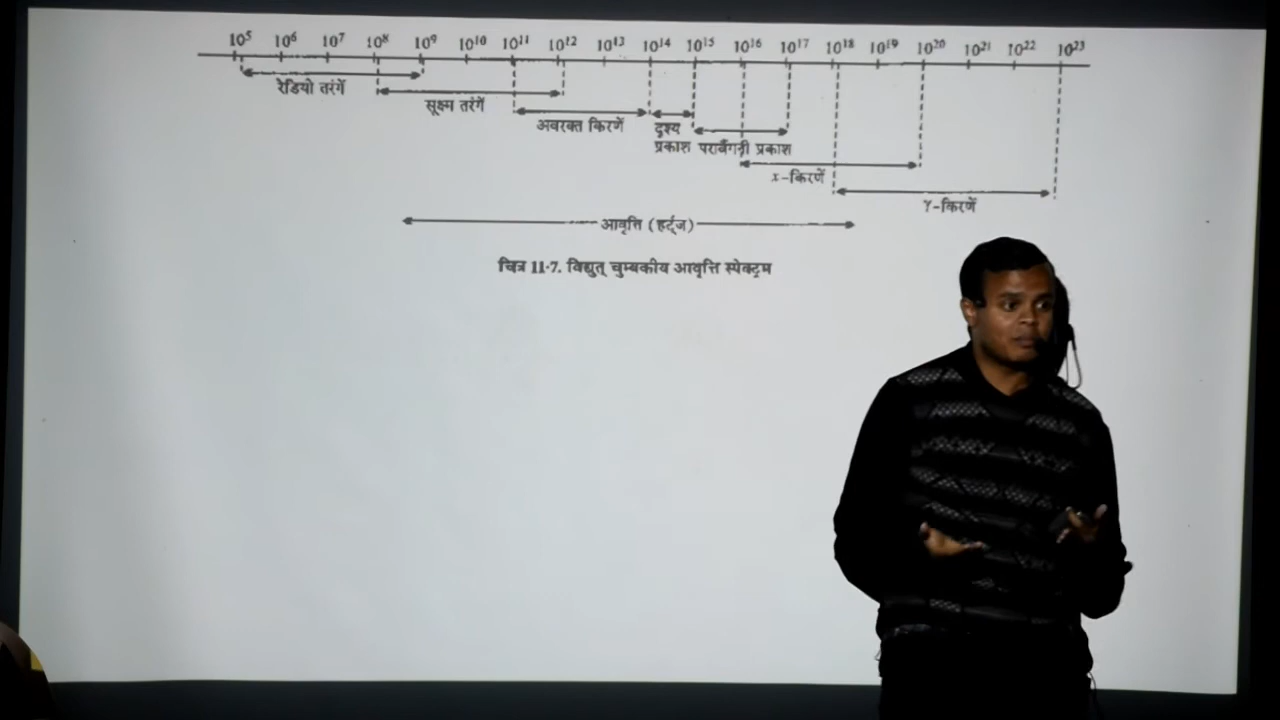 10⁵ 10⁶ 10⁷ 10⁸ 10⁹ 10¹⁰ 10¹¹ 10¹² 10¹³ 10¹⁴ 10¹⁵ 10¹⁶ 10¹⁷ 10¹⁸ 10¹⁹ 10²⁰ 10²¹ 10²² 10²³
रेडियो तरंगें
सूक्ष्म तरंगें
अवरक्त किरणें
दृश्य
प्रकाश
पराबैंगनी प्रकाश
x-किरणें
γ-किरणें
आवृत्ति (हर्ट्ज)
चित्र 11·7. विद्युत् चुम्बकीय आवृत्ति स्पेक्ट्रम